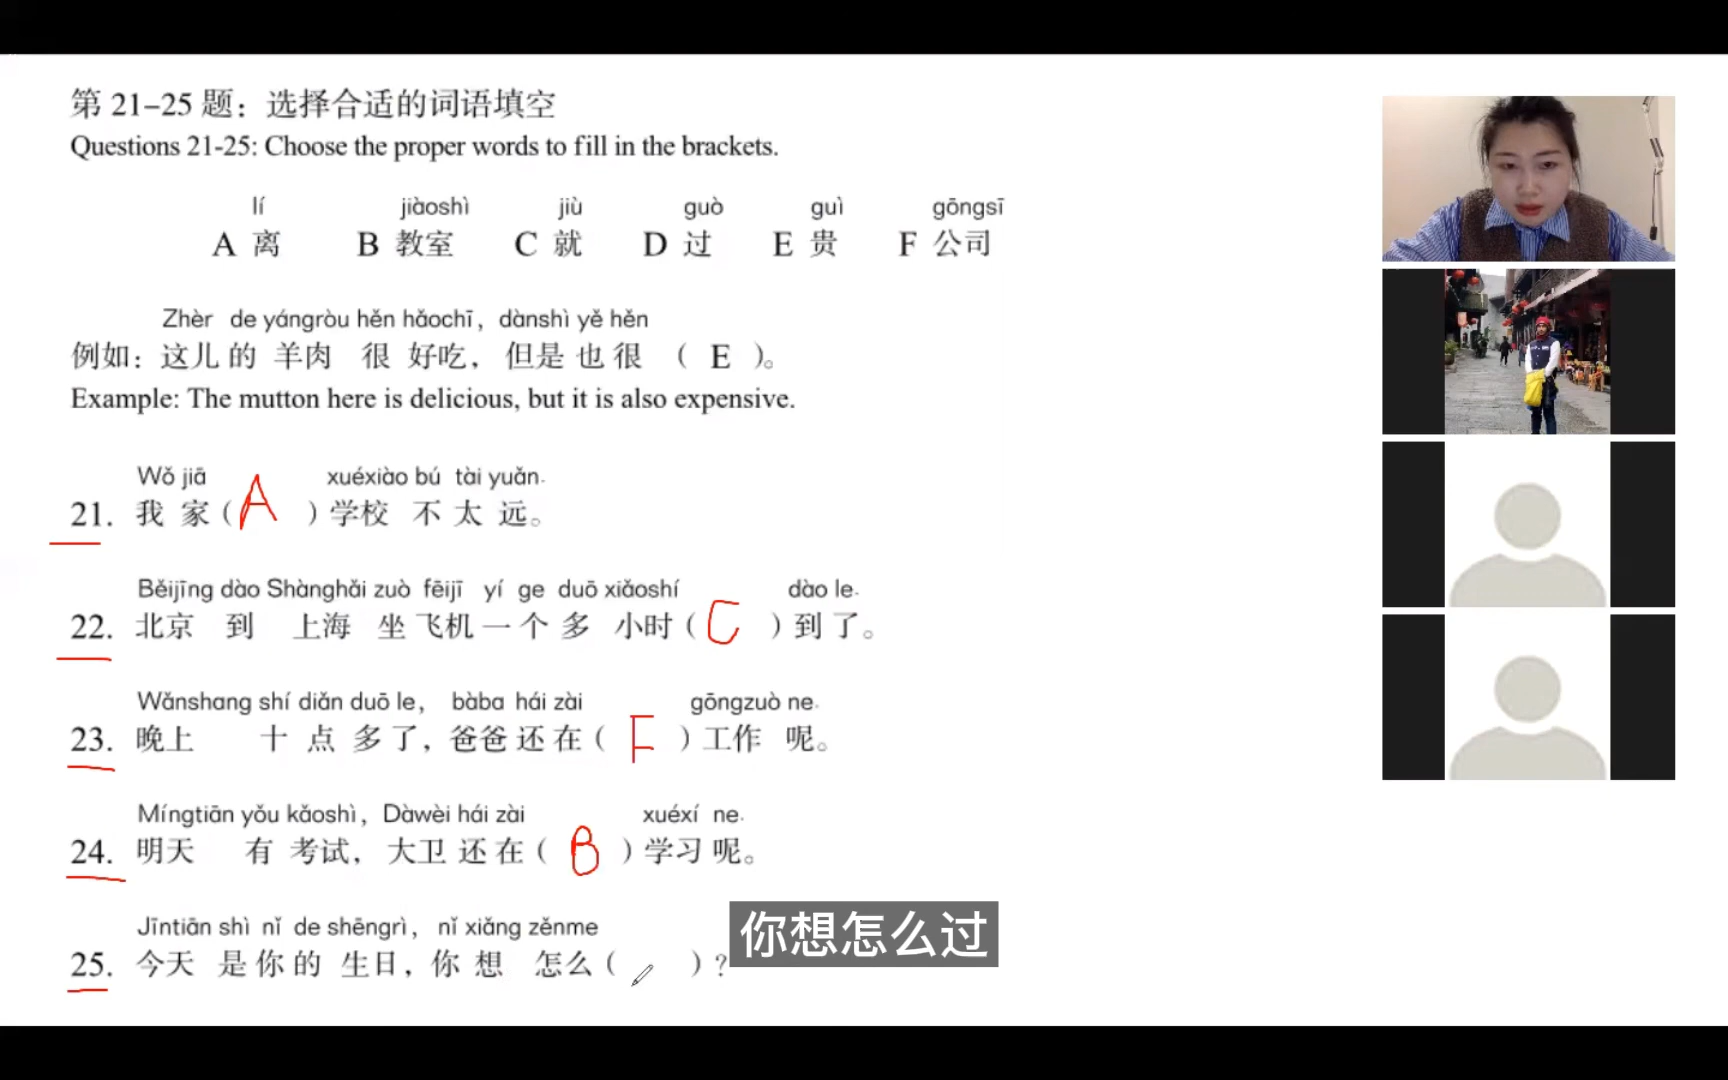 第 21–25 题：选择合适的词语填空
Questions 21-25: Choose the proper words to fill in the brackets.
lí jiàoshì jiù guò guì gōngsī
A 离 B 教室 C 就 D 过 E 贵 F 公司
Zhèr de yángròu hěn hǎochī, dànshì yě hěn
例如：这儿的 羊肉 很 好吃，但是 也 很 （ E ）。
Example: The mutton here is delicious, but it is also expensive.
Wǒ jiā xuéxiào bú tài yuǎn.
21. 我 家（ A ）学校 不 太 远。
Běijīng dào Shànghǎi zuò fēijī yí ge duō xiǎoshí dào le.
22. 北京 到 上海 坐 飞机 一 个 多 小时（ C ）到 了。
Wǎnshang shí diǎn duō le, bàba hái zài gōngzuò ne.
23. 晚上 十 点 多 了，爸爸 还 在（ F ）工作 呢。
Míngtiān yǒu kǎoshì, Dàwèi hái zài xuéxí ne.
24. 明天 有 考试，大卫 还 在（ B ）学习 呢。
Jīntiān shì nǐ de shēngrì, nǐ xiǎng zěnme
25. 今天 是 你 的 生日，你 想 怎么（ ）？
你想怎么过